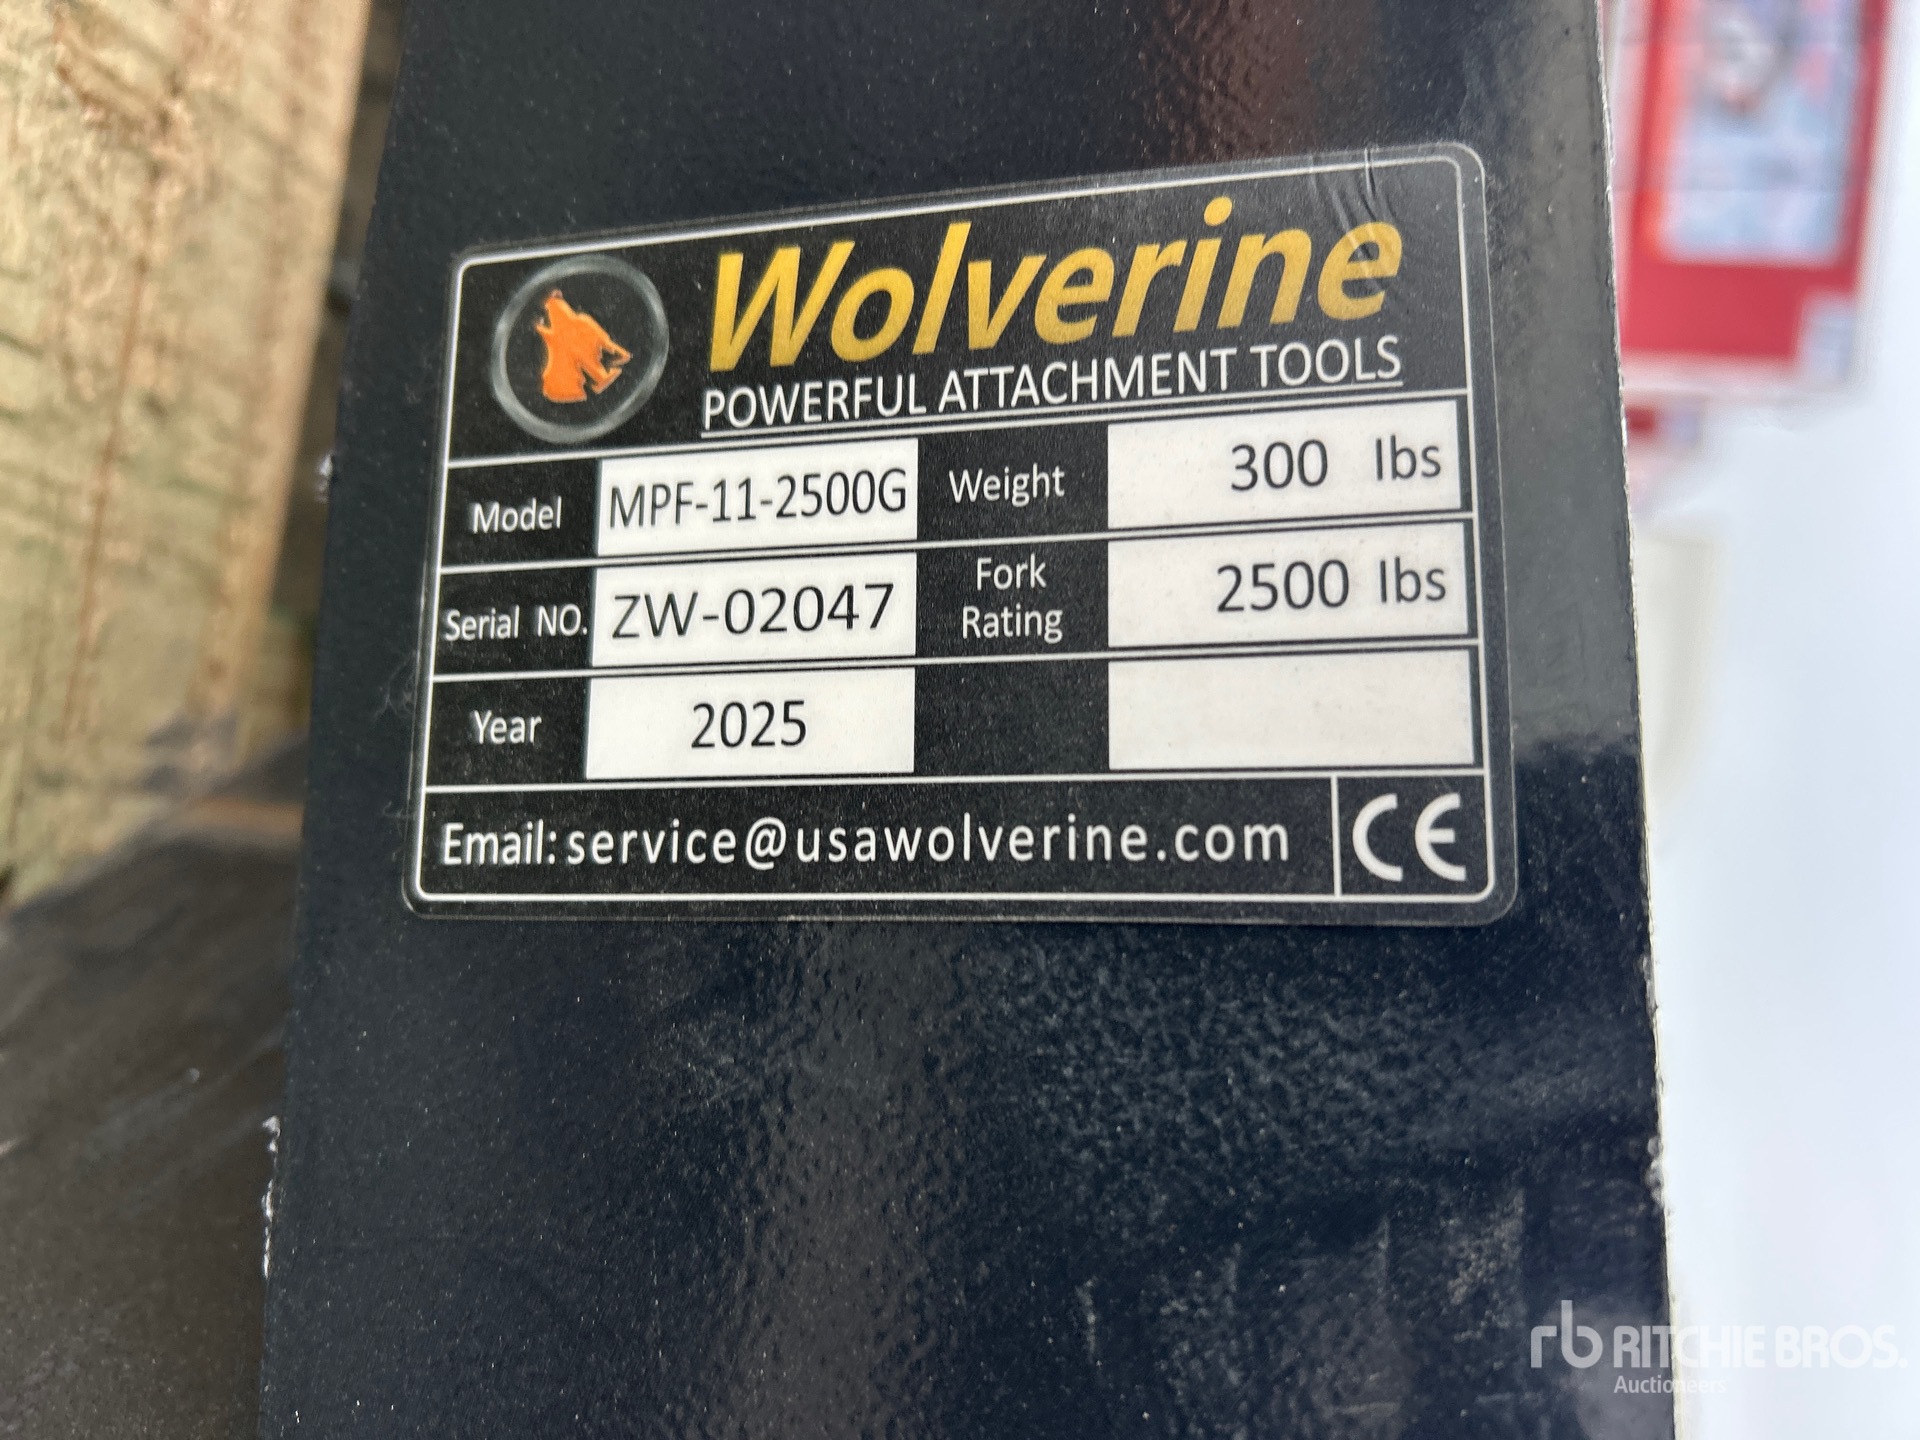 Wolverine
POWERFUL ATTACHMENT TOOLS
Model MPF-11-2500G Weight 300 lbs
Serial NO. ZW-02047 Fork Rating 2500 lbs
Year 2025
Email: service@usawolverine.com CE
rb RITCHIE BROS.
Auctioneers